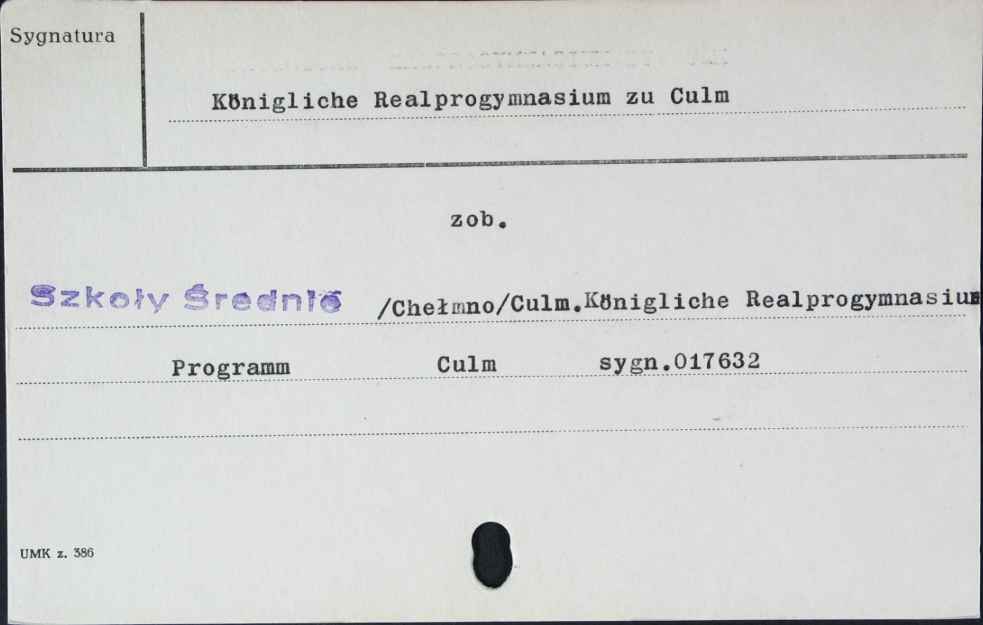 Sygnatura
Königliche Realprogymnasium zu Culm
zob.
Szkoły Średnie /Chełmno/Culm.Königliche Realprogymnasium
Programm Culm sygn.017632
UMK z. 386